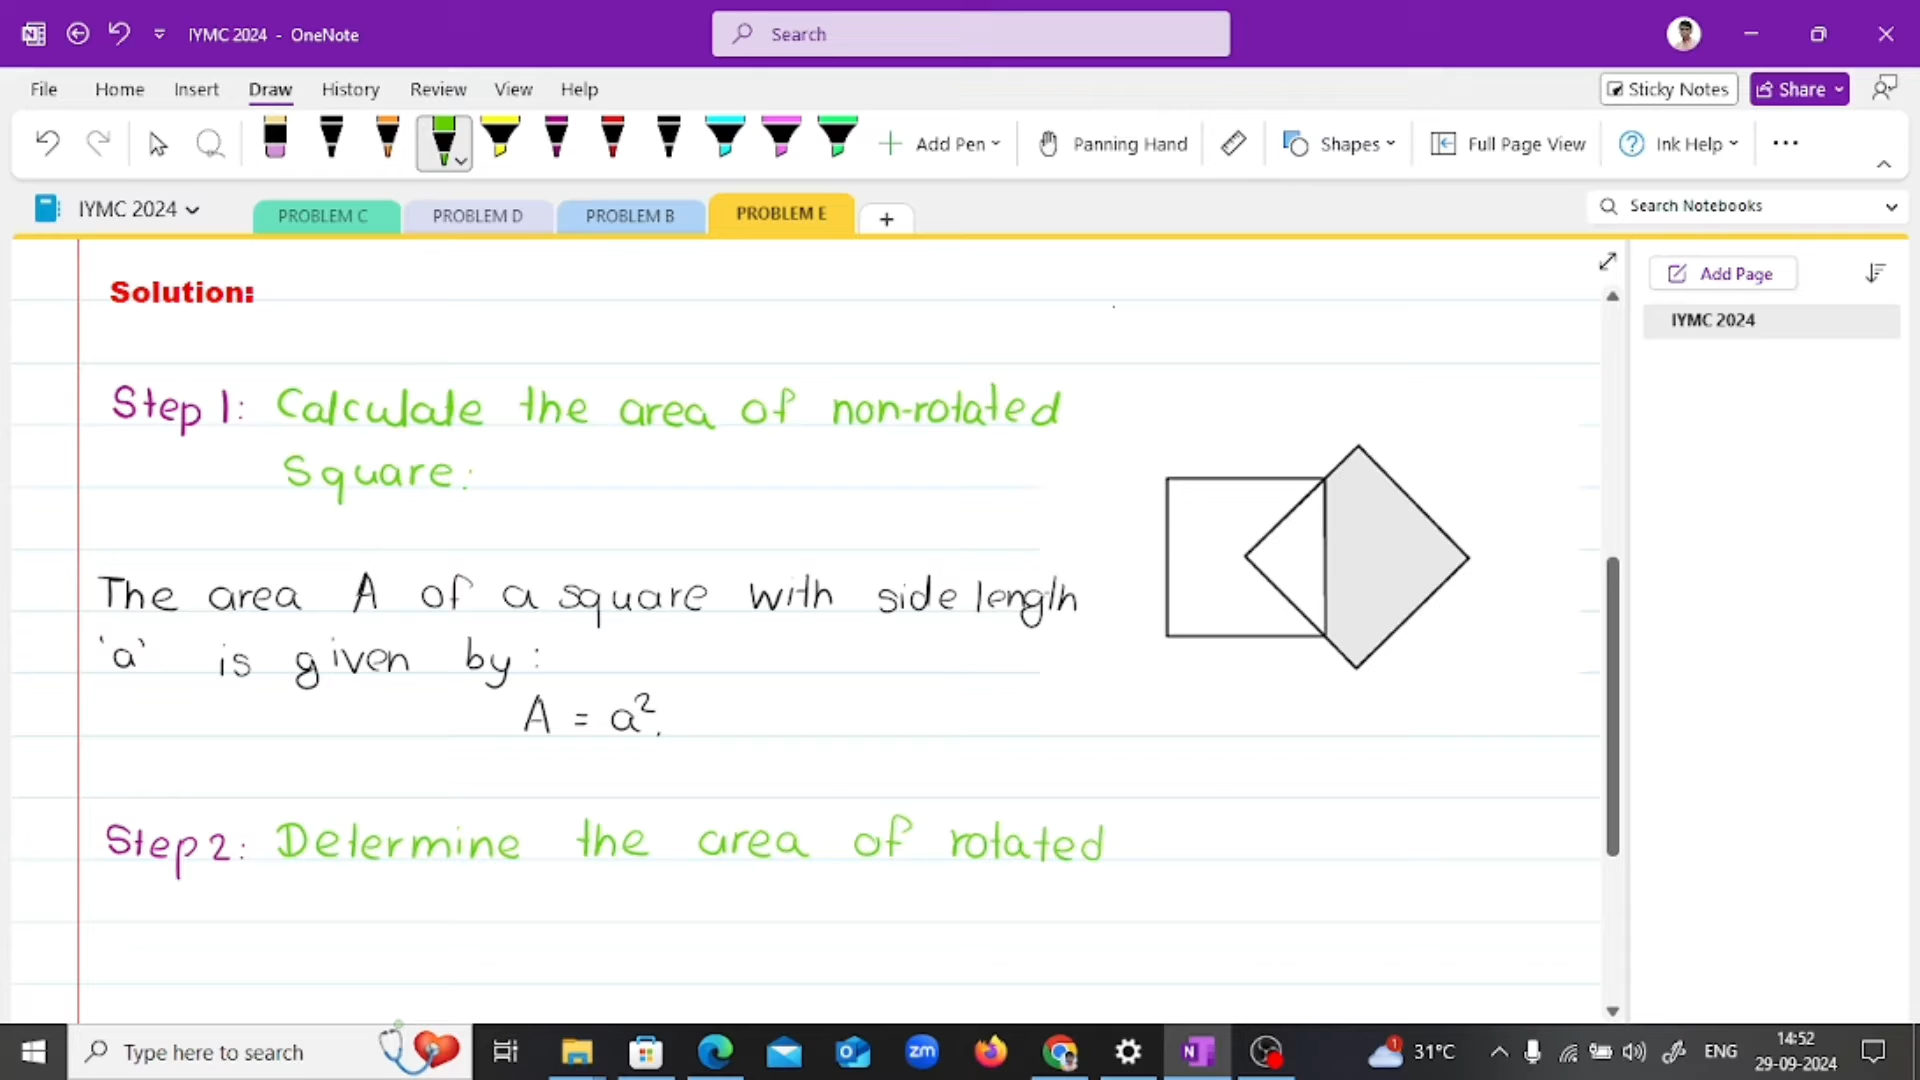 IYMC 2024 - OneNote
Search
File Home Insert Draw History Review View Help
Sticky Notes Share
Add Pen Panning Hand Shapes Full Page View Ink Help
IYMC 2024 PROBLEM C PROBLEM D PROBLEM B PROBLEM E +
Search Notebooks
Add Page
IYMC 2024
Solution:
Step 1: Calculate the area of non-rotated
Square:
The area A of a square with side length
'a' is given by:
A = a².
Step 2: Determine the area of rotated
Type here to search
zm
N
1
31°C
ENG
14:52
29-09-2024